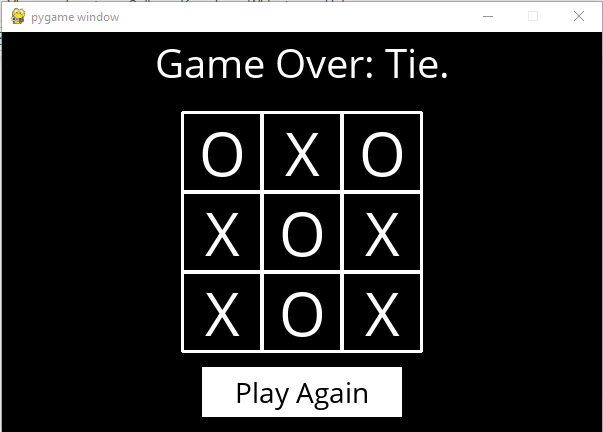 pygame window
Game Over: Tie.
O X O
X O X
X O X
Play Again